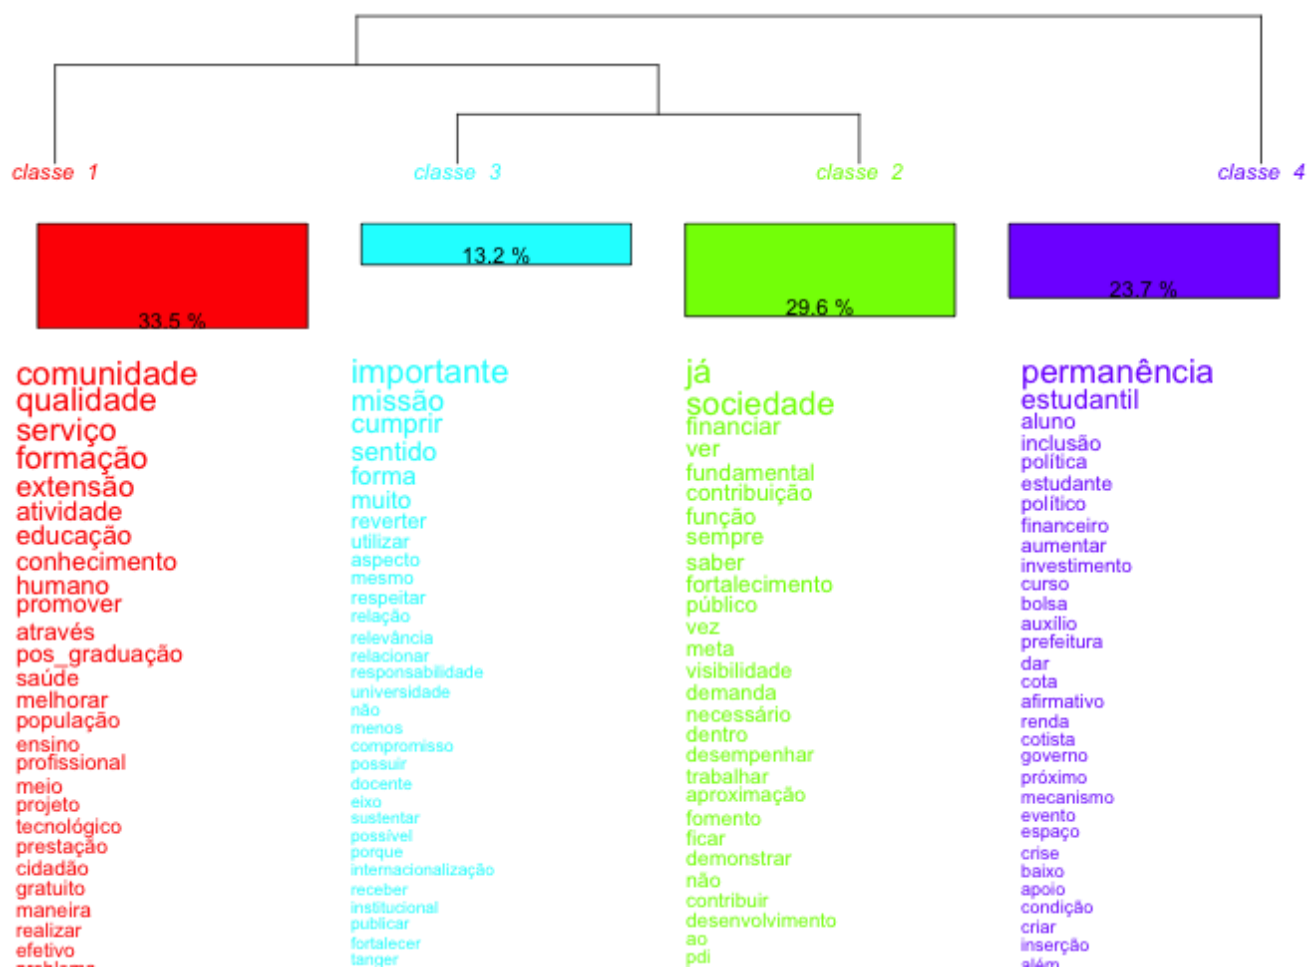 classe 1
classe 3
classe 2
classe 4
33.5 %
13.2 %
29.6 %
23.7 %
comunidade
qualidade
serviço
formação
extensão
atividade
educação
conhecimento
humano
promover
através
pos_graduação
saúde
melhorar
população
ensino
profissional
meio
projeto
tecnológico
prestação
cidadão
gratuito
maneira
realizar
efetivo
importante
missão
cumprir
sentido
forma
muito
reverter
utilizar
aspecto
mesmo
respeitar
relação
relevância
relacionar
responsabilidade
universidade
não
menos
compromisso
possuir
docente
eixo
sustentar
possível
porque
internacionalização
receber
institucional
publicar
fortalecer
tanger
já
sociedade
financiar
ver
fundamental
contribuição
função
sempre
saber
fortalecimento
público
vez
meta
visibilidade
demanda
necessário
dentro
desempenhar
trabalhar
aproximação
fomento
ficar
demonstrar
não
contribuir
desenvolvimento
ao
pdi
permanência
estudantil
aluno
inclusão
política
estudante
político
financeiro
aumentar
investimento
curso
bolsa
auxílio
prefeitura
dar
cota
afirmativo
renda
cotista
governo
próximo
mecanismo
evento
espaço
crise
baixo
apoio
condição
criar
inserção
além